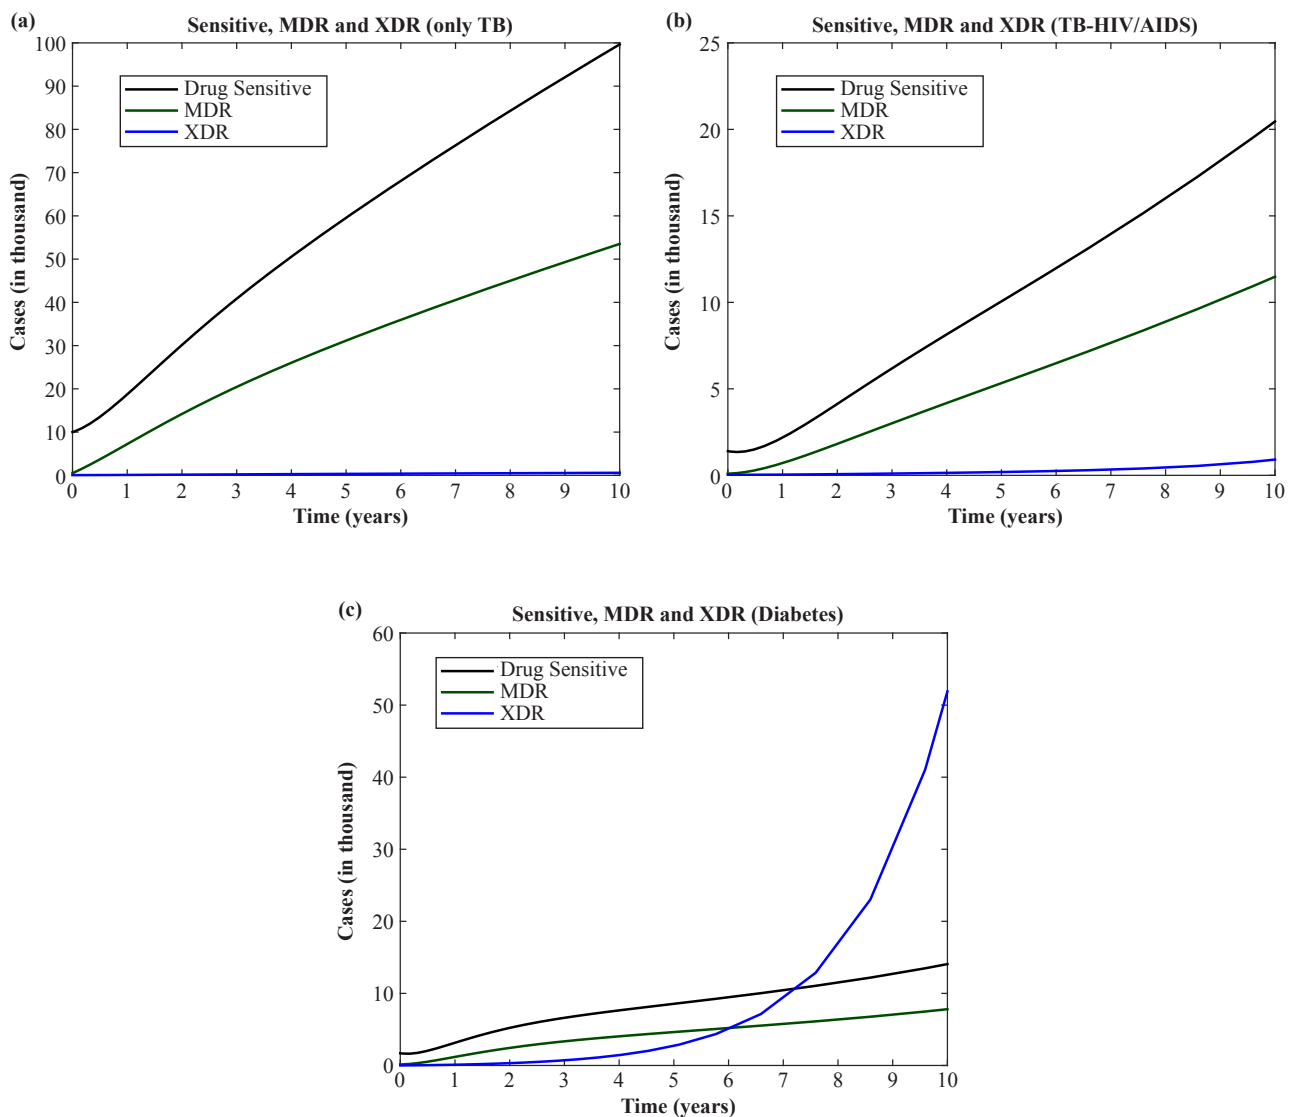 (a)
Sensitive, MDR and XDR (only TB)
100
90
80
70
60
50
40
30
20
10
0
Cases (in thousand)
Drug Sensitive
MDR
XDR
0 1 2 3 4 5 6 7 8 9 10
Time (years)
(b)
Sensitive, MDR and XDR (TB-HIV/AIDS)
25
20
15
10
5
0
Cases (in thousand)
Drug Sensitive
MDR
XDR
0 1 2 3 4 5 6 7 8 9 10
Time (years)
(c)
Sensitive, MDR and XDR (Diabetes)
60
50
40
30
20
10
0
Cases (in thousand)
Drug Sensitive
MDR
XDR
0 1 2 3 4 5 6 7 8 9 10
Time (years)